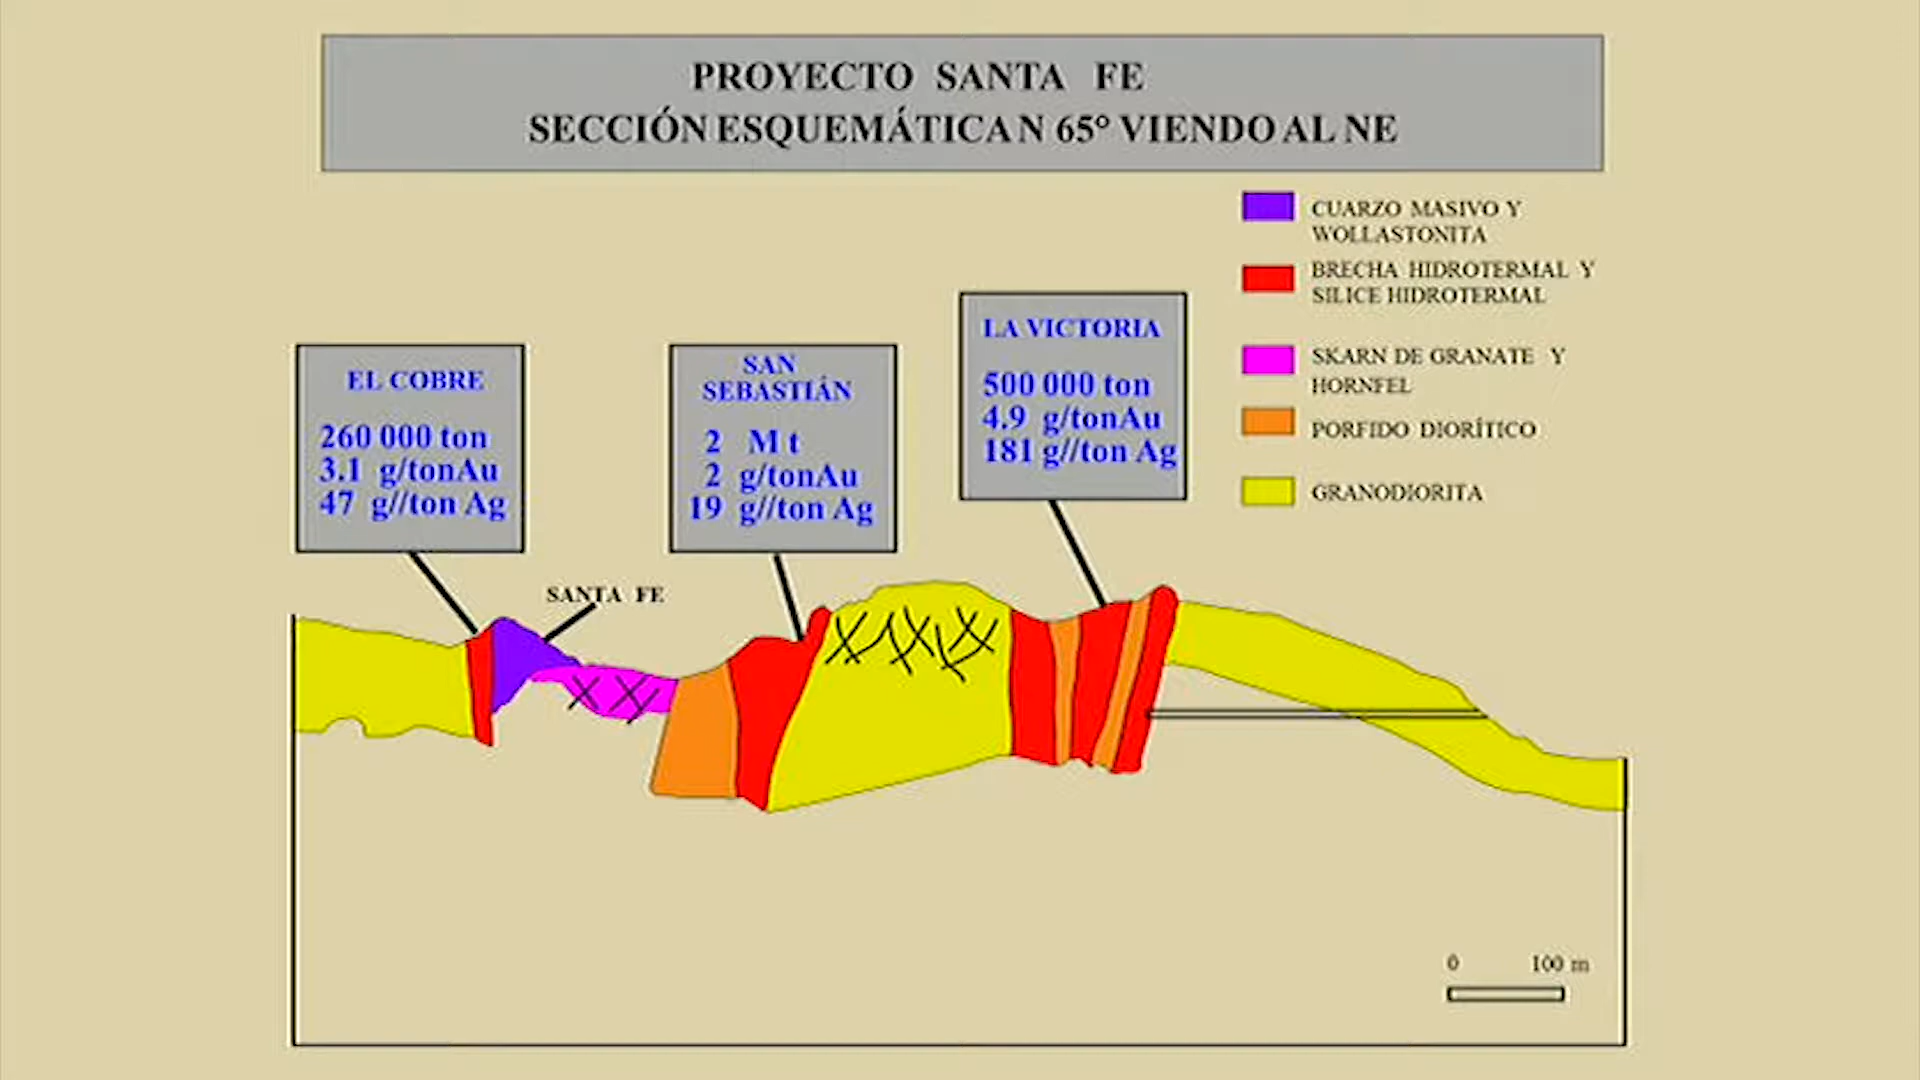 PROYECTO SANTA FE
SECCIÓN ESQUEMÁTICA N 65° VIENDO AL NE
CUARZO MASIVO Y
WOLLASTONITA
BRECHA HIDROTERMAL Y
SILICE HIDROTERMAL
SKARN DE GRANATE Y
HORNFEL
PORFIDO DIORÍTICO
GRANODIORITA
LA VICTORIA
500 000 ton
4.9 g/tonAu
181 g//ton Ag
SAN
SEBASTIÁN
2 M t
2 g/tonAu
19 g//ton Ag
EL COBRE
260 000 ton
3.1 g/tonAu
47 g//ton Ag
SANTA FE
0 100 m